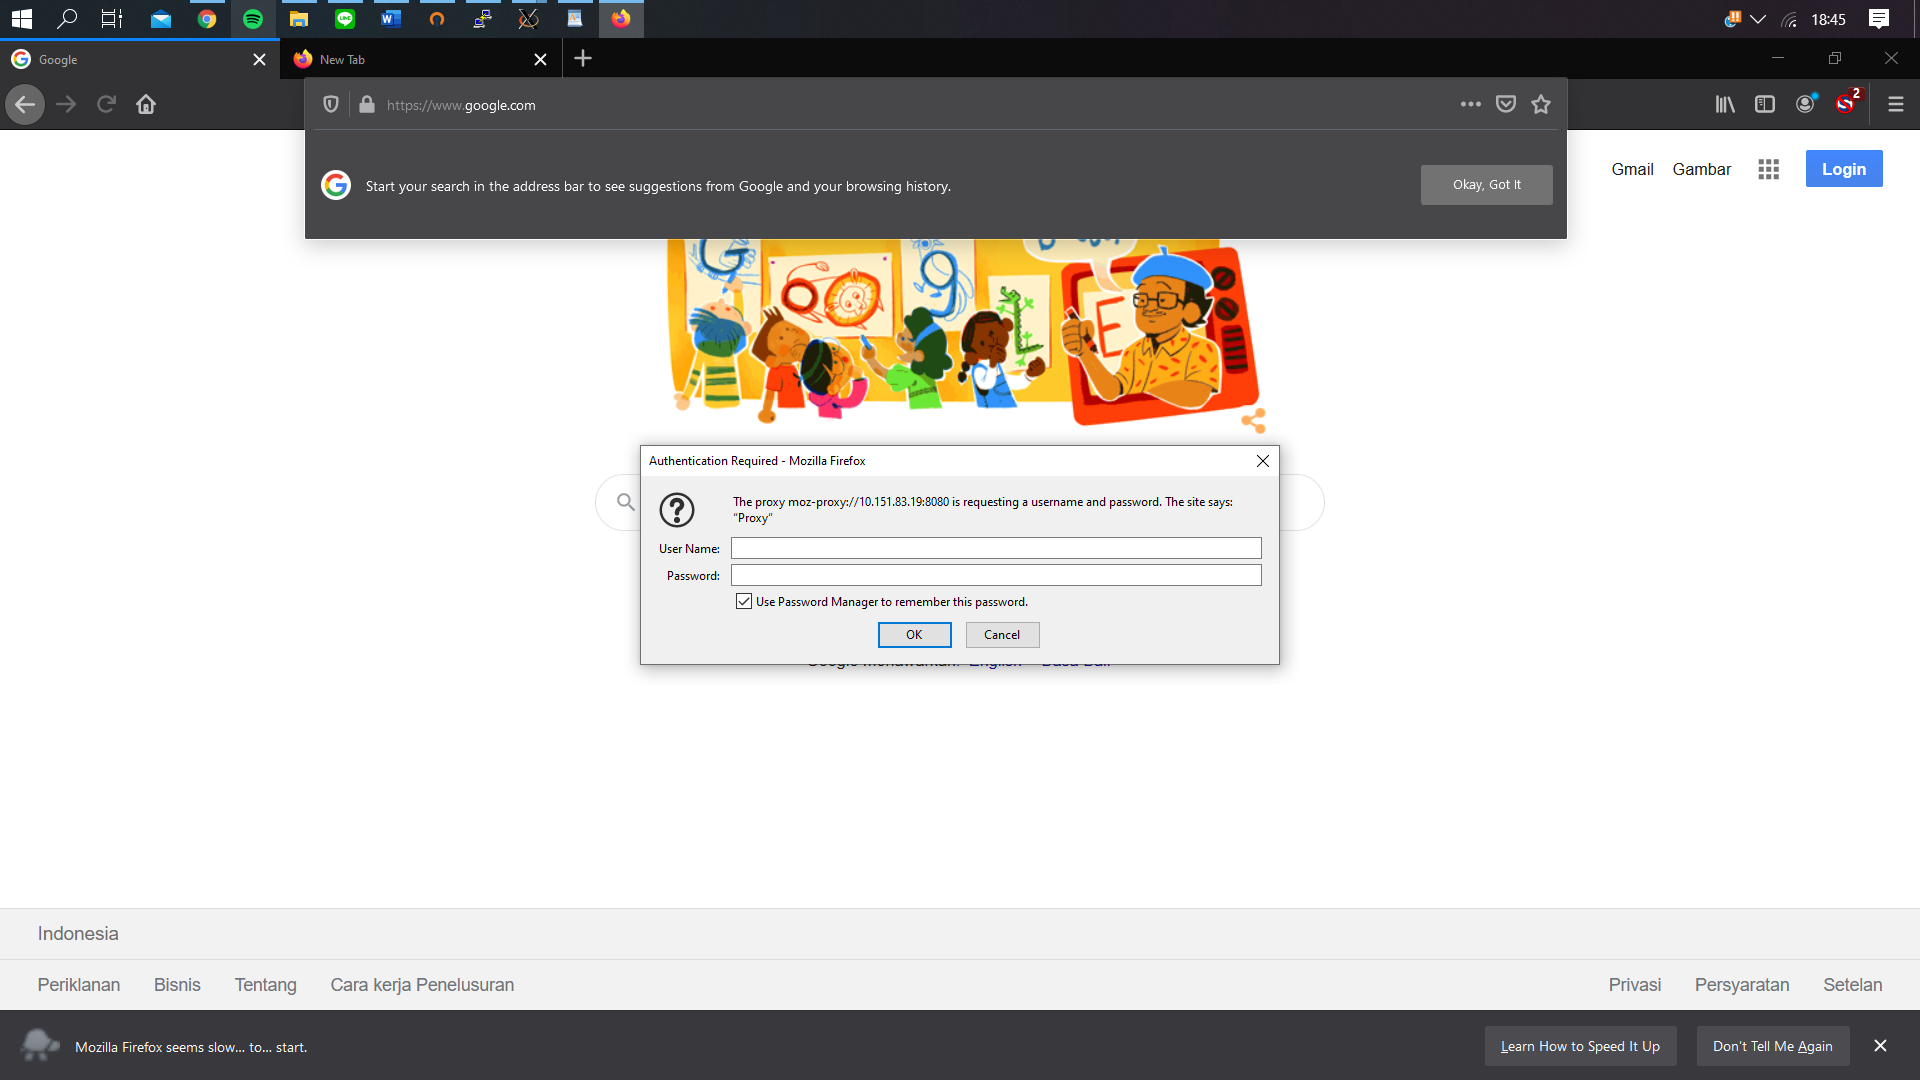 18:45
Google
New Tab
https://www.google.com
2
Start your search in the address bar to see suggestions from Google and your browsing history.
Okay, Got It
Gmail
Gambar
Login
Authentication Required - Mozilla Firefox
The proxy moz-proxy://10.151.83.19:8080 is requesting a username and password. The site says:
“Proxy”
User Name:
Password:
Use Password Manager to remember this password.
OK
Cancel
Indonesia
Periklanan
Bisnis
Tentang
Cara kerja Penelusuran
Privasi
Persyaratan
Setelan
Mozilla Firefox seems slow... to... start.
Learn How to Speed It Up
Don't Tell Me Again